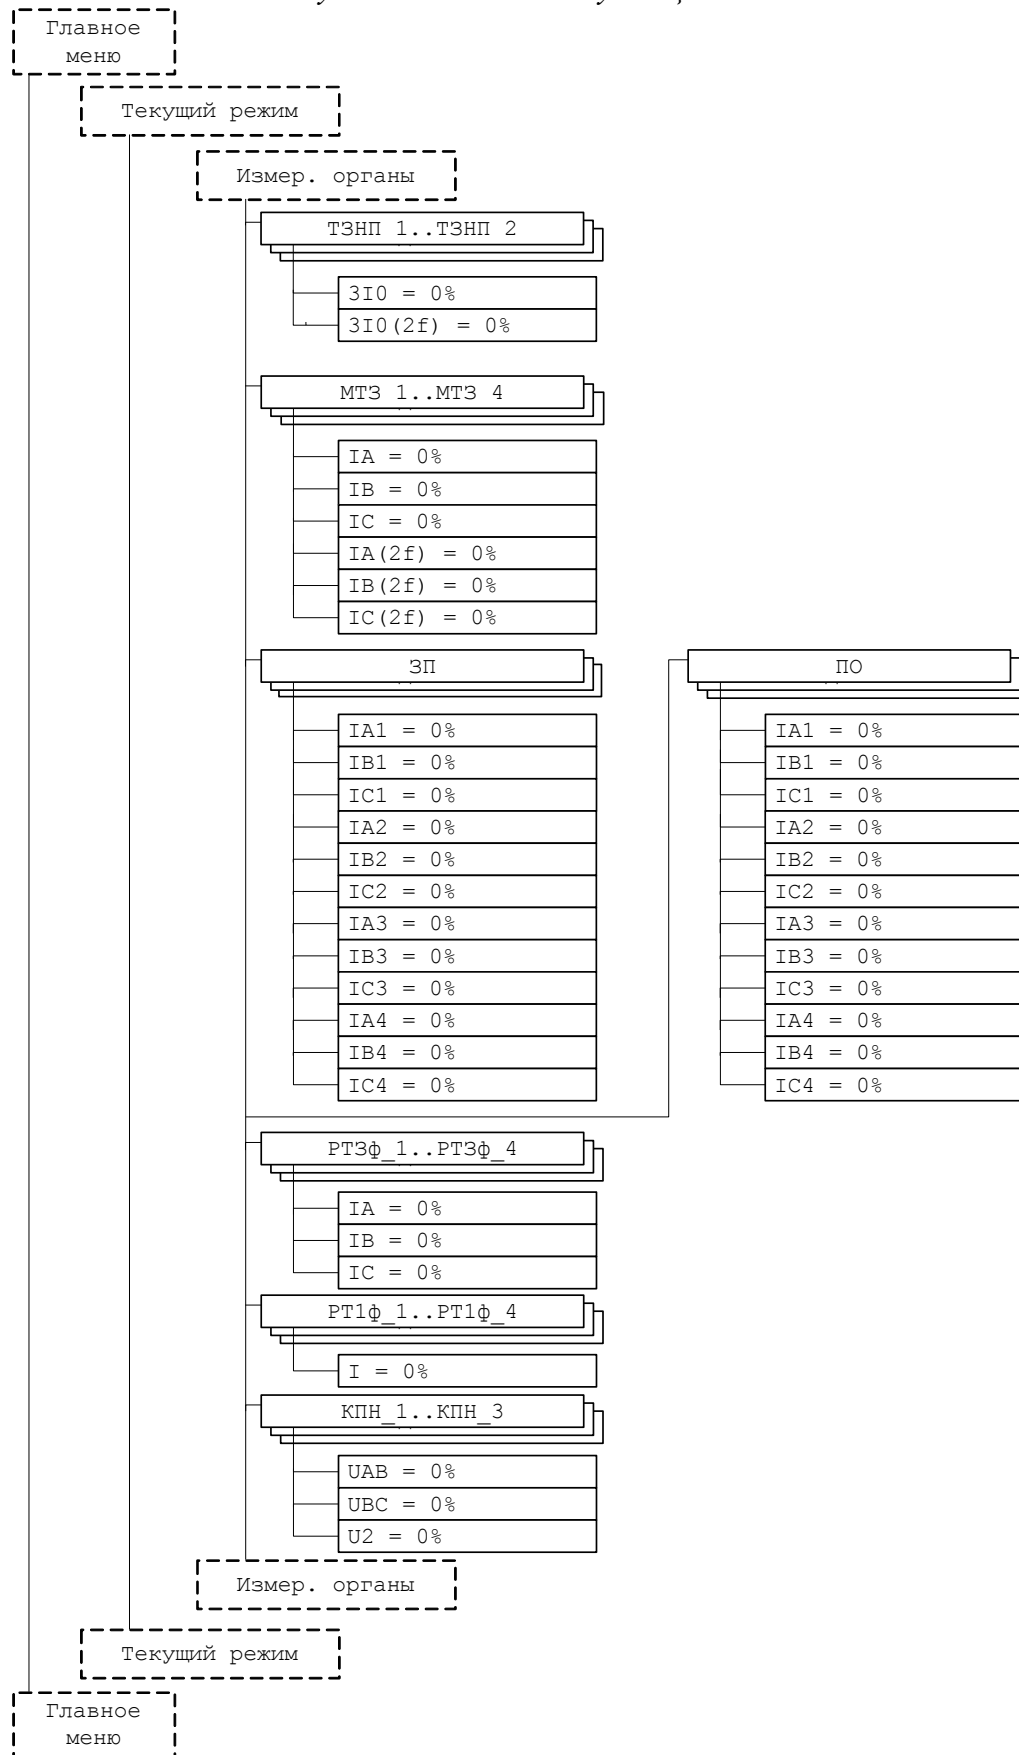 Главное
меню
Текущий режим
Измер. органы
ТЗНП 1..ТЗНП 2
3I0 = 0%
3I0(2f) = 0%
МТЗ 1..МТЗ 4
IA = 0%
IB = 0%
IC = 0%
IA(2f) = 0%
IB(2f) = 0%
IC(2f) = 0%
ЗП
IA1 = 0%
IB1 = 0%
IC1 = 0%
IA2 = 0%
IB2 = 0%
IC2 = 0%
IA3 = 0%
IB3 = 0%
IC3 = 0%
IA4 = 0%
IB4 = 0%
IC4 = 0%
ПО
IA1 = 0%
IB1 = 0%
IC1 = 0%
IA2 = 0%
IB2 = 0%
IC2 = 0%
IA3 = 0%
IB3 = 0%
IC3 = 0%
IA4 = 0%
IB4 = 0%
IC4 = 0%
РТ3ф_1..РТ3ф_4
IA = 0%
IB = 0%
IC = 0%
РТ1ф_1..РТ1ф_4
I = 0%
КПН_1..КПН_3
UAB = 0%
UBC = 0%
U2 = 0%
Измер. органы
Текущий режим
Главное
меню